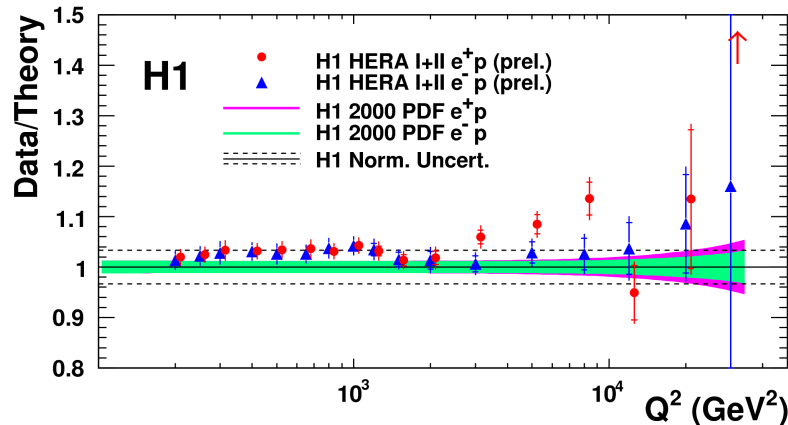 Data/Theory
1.5
1.4
1.3
1.2
1.1
1
0.9
0.8
H1
H1 HERA I+II e⁺p (prel.)
H1 HERA I+II e⁻p (prel.)
H1 2000 PDF e⁺p
H1 2000 PDF e⁻p
H1 Norm. Uncert.
10³
10⁴
Q² (GeV²)